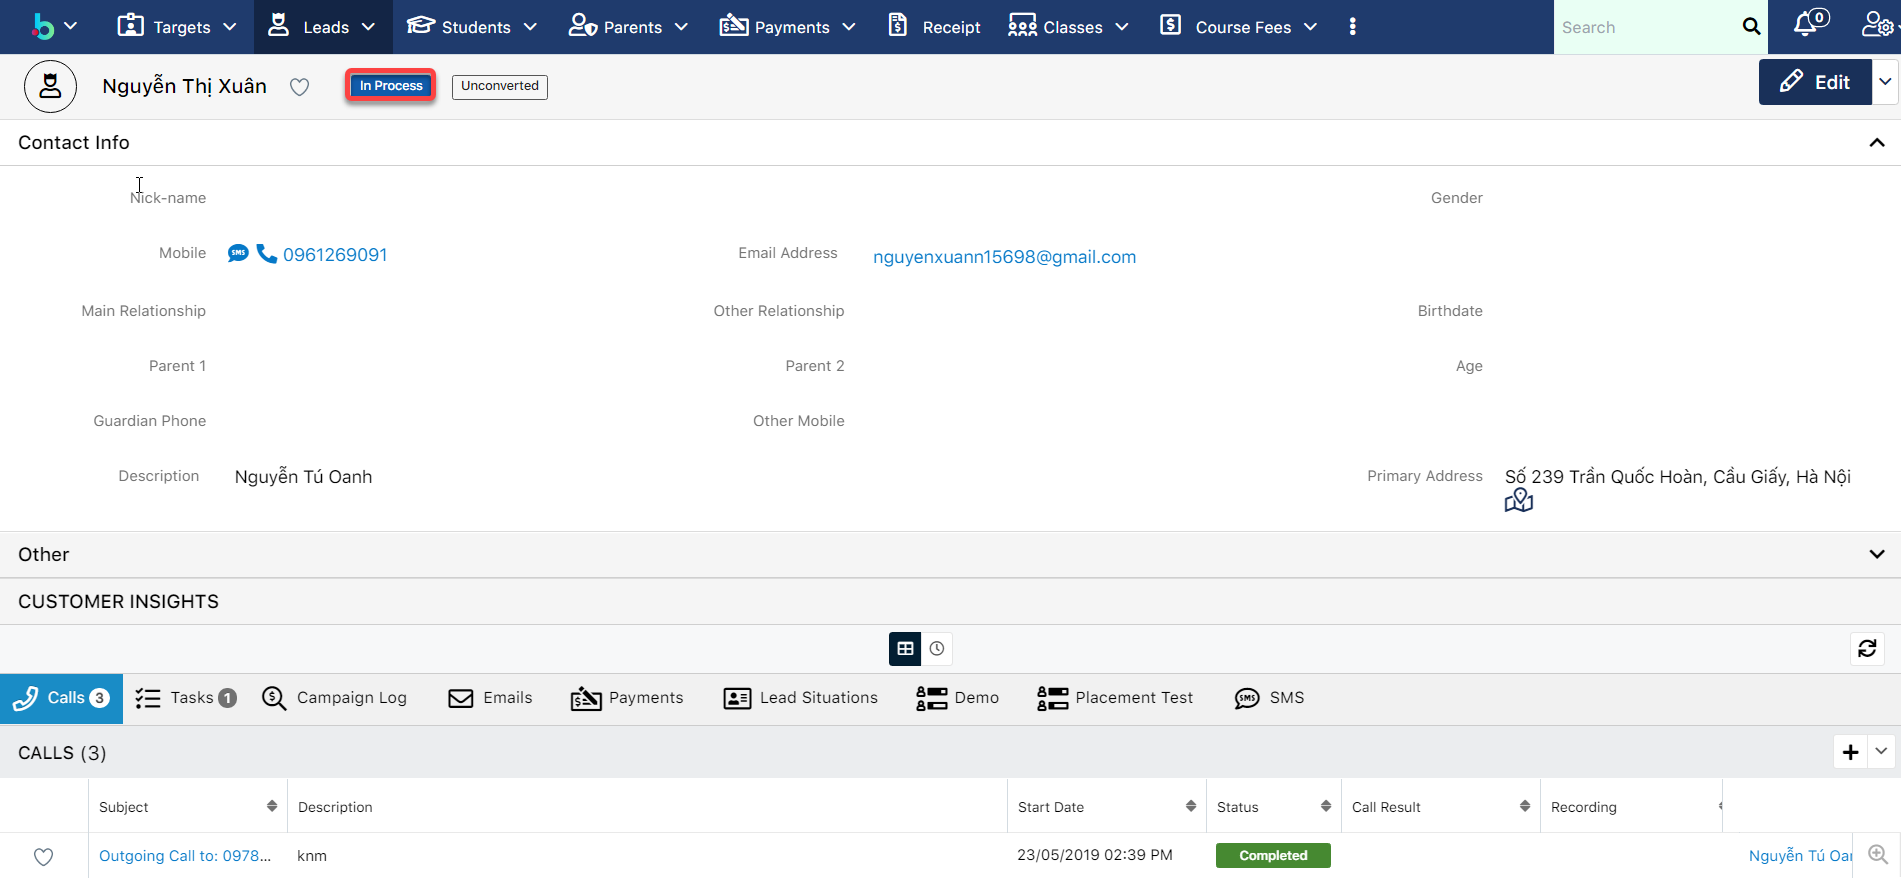 Targets Leads Students Parents Payments Receipt Classes Course Fees Search 0
Nguyễn Thị Xuân In Process Unconverted Edit
Contact Info
Nick-name Gender
Mobile SMS 0961269091 Email Address nguyenxuann15698@gmail.com
Main Relationship Other Relationship Birthdate
Parent 1 Parent 2 Age
Guardian Phone Other Mobile
Description Nguyễn Tú Oanh Primary Address Số 239 Trần Quốc Hoàn, Cầu Giấy, Hà Nội
Other
CUSTOMER INSIGHTS
Calls 3 Tasks 1 Campaign Log Emails Payments Lead Situations Demo Placement Test SMS SMS
CALLS (3)
Subject Description Start Date Status Call Result Recording
Outgoing Call to: 0978... knm 23/05/2019 02:39 PM Completed Nguyễn Tú